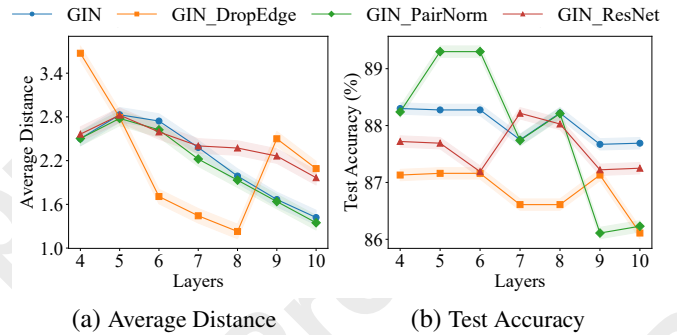 GIN GIN_DropEdge GIN_PairNorm GIN_ResNet
Average Distance
3.4
2.8
2.2
1.6
1.0
4 5 6 7 8 9 10
Layers
(a) Average Distance
Test Accuracy (%)
89
88
87
86
4 5 6 7 8 9 10
Layers
(b) Test Accuracy